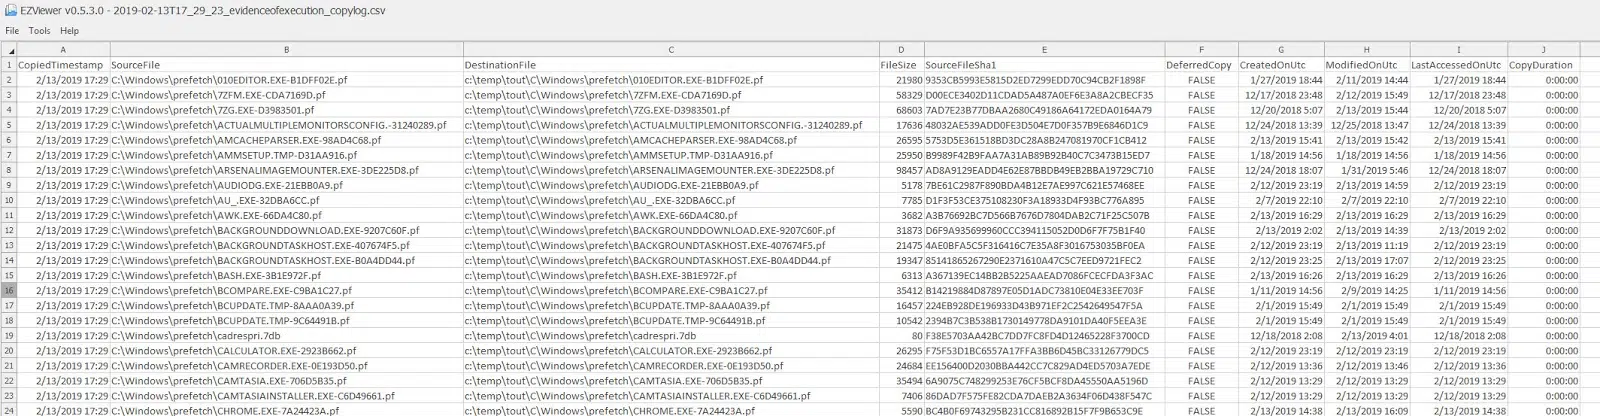 EZViewer v0.5.3.0 - 2019-02-13T17_29_23_evidenceofexecution_copylog.csv
File Tools Help
A B C D E F G H I J
1 CopiedTimestamp SourceFile DestinationFile FileSize SourceFileSha1 DeferredCopy CreatedOnUtc ModifiedOnUtc LastAccessedOnUtc CopyDuration
2 2/13/2019 17:29 C:\Windows\prefetch\010EDITOR.EXE-B1DFF02E.pf c:\temp\tout\C\Windows\prefetch\010EDITOR.EXE-B1DFF02E.pf 21980 9353CB5993E5815D2ED7299EDD70C94CB2F1898F FALSE 1/27/2019 18:44 2/11/2019 14:44 1/27/2019 18:44 0:00:00
3 2/13/2019 17:29 C:\Windows\prefetch\7ZFM.EXE-CDA7169D.pf c:\temp\tout\C\Windows\prefetch\7ZFM.EXE-CDA7169D.pf 58329 D00ECE3402D11CDAD5A487A0EF6E3A8A2CBECF35 FALSE 12/17/2018 23:48 2/12/2019 15:49 12/17/2018 23:48 0:00:00
4 2/13/2019 17:29 C:\Windows\prefetch\7ZG.EXE-D3983501.pf c:\temp\tout\C\Windows\prefetch\7ZG.EXE-D3983501.pf 68603 7AD7E23B77DBAA2680C49186A64172EDA0164A79 FALSE 12/20/2018 5:07 2/13/2019 15:44 12/20/2018 5:07 0:00:00
5 2/13/2019 17:29 C:\Windows\prefetch\ACTUALMULTIPLEMONITORSCONFIG.-31240289.pf c:\temp\tout\C\Windows\prefetch\ACTUALMULTIPLEMONITORSCONFIG.-31240289.pf 17636 48032AE539ADD0FE3D504E7D0F357B9E6846D1C9 FALSE 12/24/2018 13:39 12/25/2018 13:47 12/24/2018 13:39 0:00:00
6 2/13/2019 17:29 C:\Windows\prefetch\AMCACHEPARSER.EXE-98AD4C68.pf c:\temp\tout\C\Windows\prefetch\AMCACHEPARSER.EXE-98AD4C68.pf 26595 5753D5E361518BD3DC28A8B247081970CF1CB412 FALSE 2/13/2019 15:41 2/13/2019 15:42 2/13/2019 15:41 0:00:00
7 2/13/2019 17:29 C:\Windows\prefetch\AMMSETUP.TMP-D31AA916.pf c:\temp\tout\C\Windows\prefetch\AMMSETUP.TMP-D31AA916.pf 25950 B9989F42B9FAA7A31AB89B92B40C7C3473B15ED7 FALSE 1/18/2019 14:56 1/18/2019 14:56 1/18/2019 14:56 0:00:00
8 2/13/2019 17:29 C:\Windows\prefetch\ARSENALIMAGEMOUNTER.EXE-3DE225D8.pf c:\temp\tout\C\Windows\prefetch\ARSENALIMAGEMOUNTER.EXE-3DE225D8.pf 98457 AD8A9129EADD4E62E87BBDB49EB2BBA19729C710 FALSE 12/24/2018 18:07 1/31/2019 5:46 12/24/2018 18:07 0:00:00
9 2/13/2019 17:29 C:\Windows\prefetch\AUDIODG.EXE-21EBB0A9.pf c:\temp\tout\C\Windows\prefetch\AUDIODG.EXE-21EBB0A9.pf 5178 7BE61C2987F890BDA4B12E7AE997C621E57468EE FALSE 2/12/2019 23:19 2/13/2019 14:59 2/12/2019 23:19 0:00:00
10 2/13/2019 17:29 C:\Windows\prefetch\AU_.EXE-32DBA6CC.pf c:\temp\tout\C\Windows\prefetch\AU_.EXE-32DBA6CC.pf 7785 D1F3F53CE375108230F3A18933D4F93BC776A895 FALSE 2/7/2019 22:10 2/7/2019 22:10 2/7/2019 22:10 0:00:00
11 2/13/2019 17:29 C:\Windows\prefetch\AWK.EXE-66DA4C80.pf c:\temp\tout\C\Windows\prefetch\AWK.EXE-66DA4C80.pf 3682 A3B76692BC7D566B7676D7804DAB2C71F25C507B FALSE 2/13/2019 16:29 2/13/2019 16:29 2/13/2019 16:29 0:00:00
12 2/13/2019 17:29 C:\Windows\prefetch\BACKGROUNDDOWNLOAD.EXE-9207C60F.pf c:\temp\tout\C\Windows\prefetch\BACKGROUNDDOWNLOAD.EXE-9207C60F.pf 31873 D6F9A935699960CCC394115052D0D6F7F75B1F40 FALSE 2/13/2019 2:02 2/13/2019 14:39 2/13/2019 2:02 0:00:00
13 2/13/2019 17:29 C:\Windows\prefetch\BACKGROUNDTASKHOST.EXE-407674F5.pf c:\temp\tout\C\Windows\prefetch\BACKGROUNDTASKHOST.EXE-407674F5.pf 21475 4AE0BFA5C5F316416C7E35A8F3016753035BF0EA FALSE 2/12/2019 23:19 2/13/2019 11:19 2/12/2019 23:19 0:00:00
14 2/13/2019 17:29 C:\Windows\prefetch\BACKGROUNDTASKHOST.EXE-B0A4DD44.pf c:\temp\tout\C\Windows\prefetch\BACKGROUNDTASKHOST.EXE-B0A4DD44.pf 19347 85141865267290E2371610A47C5C7EED9721FEC2 FALSE 2/12/2019 23:25 2/13/2019 17:07 2/12/2019 23:25 0:00:00
15 2/13/2019 17:29 C:\Windows\prefetch\BASH.EXE-3B1E972F.pf c:\temp\tout\C\Windows\prefetch\BASH.EXE-3B1E972F.pf 6313 A367139EC14BB2B5225AAEAD7086FCECFDA3F3AC FALSE 2/13/2019 16:26 2/13/2019 16:28 2/13/2019 16:26 0:00:00
16 2/13/2019 17:29 C:\Windows\prefetch\BCOMPARE.EXE-C9BA1C27.pf c:\temp\tout\C\Windows\prefetch\BCOMPARE.EXE-C9BA1C27.pf 35412 B14219884D87897E05D1ADC73810E04E33EE703F FALSE 1/11/2019 14:56 2/9/2019 14:25 1/11/2019 14:56 0:00:00
17 2/13/2019 17:29 C:\Windows\prefetch\BCUPDATE.TMP-8AAA0A39.pf c:\temp\tout\C\Windows\prefetch\BCUPDATE.TMP-8AAA0A39.pf 16457 224EB928DE196933D43B971EF2C2542649547F5A FALSE 2/1/2019 15:49 2/1/2019 15:49 2/1/2019 15:49 0:00:00
18 2/13/2019 17:29 C:\Windows\prefetch\BCUPDATE.TMP-9C64491B.pf c:\temp\tout\C\Windows\prefetch\BCUPDATE.TMP-9C64491B.pf 10542 2394B7C3B538B1730149778DA9101DA40F5EEA3E FALSE 2/1/2019 15:49 2/1/2019 15:49 2/1/2019 15:49 0:00:00
19 2/13/2019 17:29 C:\Windows\prefetch\cadrespri.7db c:\temp\tout\C\Windows\prefetch\cadrespri.7db 80 F38E5703AA42BC7DD7FC8FD4D12465228F3700CD FALSE 12/18/2018 2:08 2/13/2019 4:01 12/18/2018 2:08 0:00:00
20 2/13/2019 17:29 C:\Windows\prefetch\CALCULATOR.EXE-2923B662.pf c:\temp\tout\C\Windows\prefetch\CALCULATOR.EXE-2923B662.pf 26295 F75F53D1BC6557A17FFA3BB6D45BC33126779DC5 FALSE 2/12/2019 23:19 2/12/2019 23:19 2/12/2019 23:19 0:00:00
21 2/13/2019 17:29 C:\Windows\prefetch\CAMRECORDER.EXE-0E193D50.pf c:\temp\tout\C\Windows\prefetch\CAMRECORDER.EXE-0E193D50.pf 24684 EE156400D2030BBA442CC7C829AD4ED5703A7EDE FALSE 2/12/2019 13:36 2/12/2019 13:46 2/12/2019 13:36 0:00:00
22 2/13/2019 17:29 C:\Windows\prefetch\CAMTASIA.EXE-706D5B35.pf c:\temp\tout\C\Windows\prefetch\CAMTASIA.EXE-706D5B35.pf 35494 6A9075C748299253E76CF5BCF8DA45550AA5196D FALSE 2/12/2019 13:29 2/12/2019 13:29 2/12/2019 13:29 0:00:00
23 2/13/2019 17:29 C:\Windows\prefetch\CAMTASIAINSTALLER.EXE-C6D49661.pf c:\temp\tout\C\Windows\prefetch\CAMTASIAINSTALLER.EXE-C6D49661.pf 7406 86DAD7F575FE82CDA7DAEB2A3634F06D438F547C FALSE 2/12/2019 13:29 2/12/2019 13:29 2/12/2019 13:29 0:00:00
24 2/13/2019 17:29 C:\Windows\prefetch\CHROME.EXE-7A24423A.pf c:\temp\tout\C\Windows\prefetch\CHROME.EXE-7A24423A.pf 5590 BC4B0F69743295B231CC816892B15F7F9B653C9E FALSE 2/13/2019 14:38 2/13/2019 16:09 2/13/2019 14:38 0:00:00